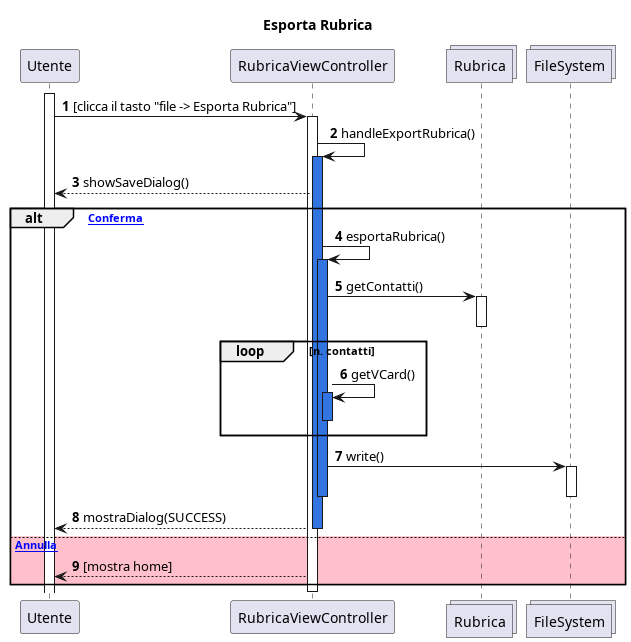 Esporta Rubrica
Utente RubricaViewController Rubrica FileSystem
1 [clicca il tasto "file -> Esporta Rubrica"]
2 handleExportRubrica()
3 showSaveDialog()
alt Conferma
4 esportaRubrica()
5 getContatti()
loop [n. contatti]
6 getVCard()
7 write()
8 mostraDialog(SUCCESS)
Annulla
9 [mostra home]
Utente RubricaViewController Rubrica FileSystem